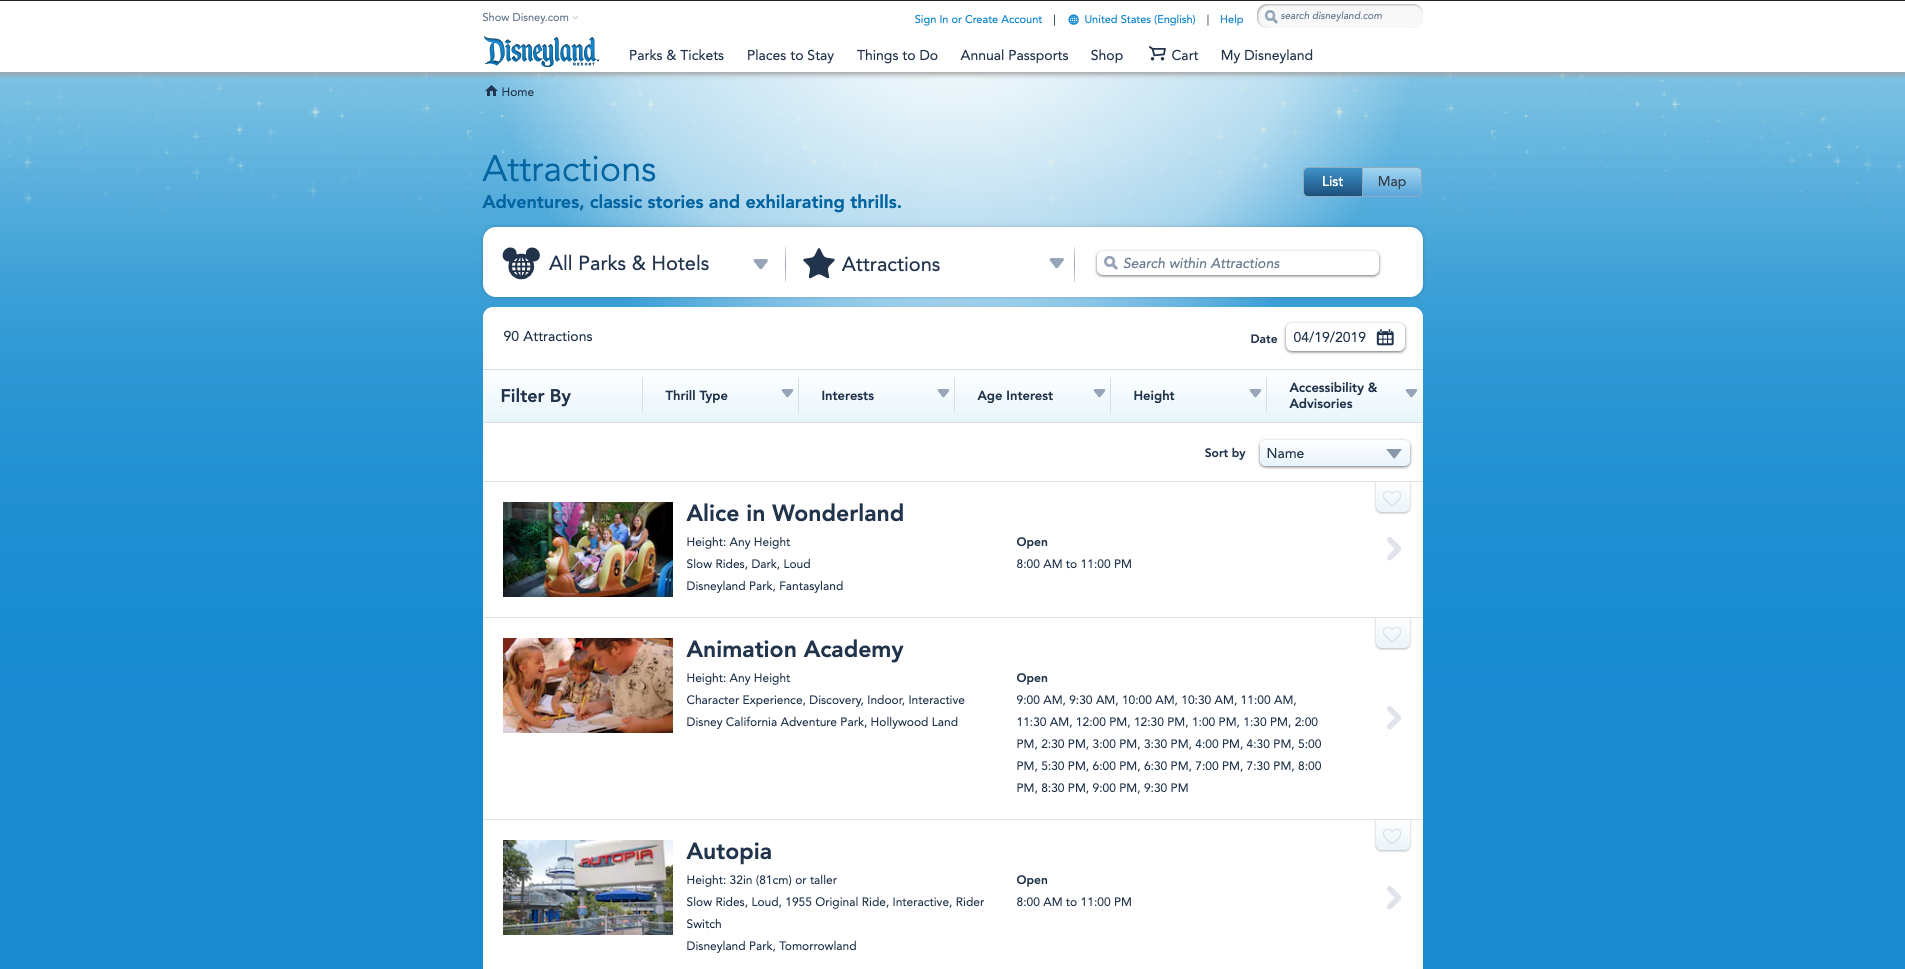 Show Disney.com
Sign In or Create Account | United States (English) | Help
search disneyland.com
Disneyland
RESORT
Parks & Tickets
Places to Stay
Things to Do
Annual Passports
Shop
Cart
My Disneyland
Home
Attractions
Adventures, classic stories and exhilarating thrills.
List
Map
All Parks & Hotels
Attractions
Search within Attractions
90 Attractions
Date
04/19/2019
Filter By
Thrill Type
Interests
Age Interest
Height
Accessibility &
Advisories
Sort by
Name
Alice in Wonderland
Height: Any Height
Slow Rides, Dark, Loud
Disneyland Park, Fantasyland
Open
8:00 AM to 11:00 PM
Animation Academy
Height: Any Height
Character Experience, Discovery, Indoor, Interactive
Disney California Adventure Park, Hollywood Land
Open
9:00 AM, 9:30 AM, 10:00 AM, 10:30 AM, 11:00 AM,
11:30 AM, 12:00 PM, 12:30 PM, 1:00 PM, 1:30 PM, 2:00
PM, 2:30 PM, 3:00 PM, 3:30 PM, 4:00 PM, 4:30 PM, 5:00
PM, 5:30 PM, 6:00 PM, 6:30 PM, 7:00 PM, 7:30 PM, 8:00
PM, 8:30 PM, 9:00 PM, 9:30 PM
AUTOPIA
Autopia
Height: 32in (81cm) or taller
Slow Rides, Loud, 1955 Original Ride, Interactive, Rider
Switch
Disneyland Park, Tomorrowland
Open
8:00 AM to 11:00 PM